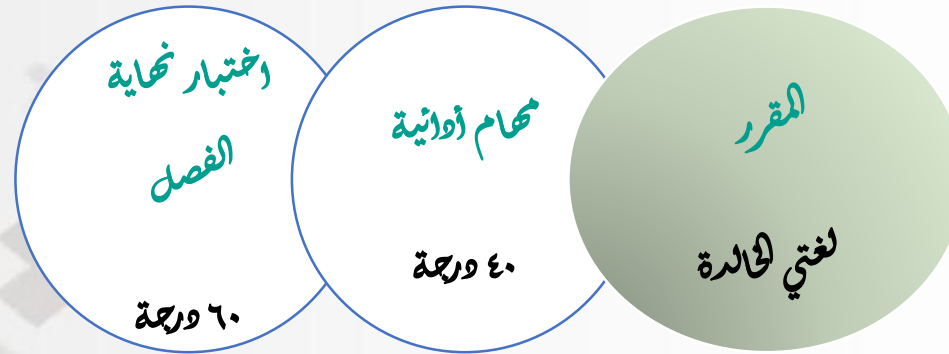 المقرر
لغتي الخالدة
مهام أدائية
٤٠ درجة
اختبار نهاية
الفصل
٦٠ درجة